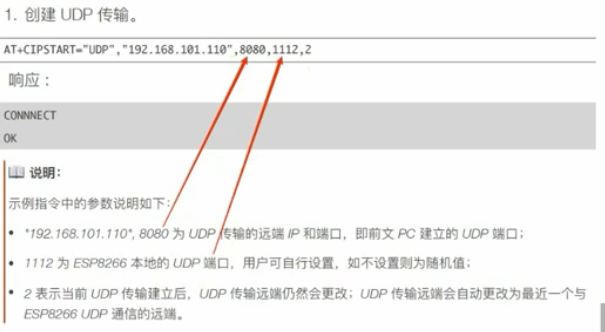 1. 创建 UDP 传输。
AT+CIPSTART="UDP","192.168.101.110",8080,1112,2
响应：
CONNNECT
OK
说明：
示例指令中的参数说明如下：
• "192.168.101.110", 8080 为 UDP 传输的远端 IP 和端口，即前文 PC 建立的 UDP 端口；
• 1112 为 ESP8266 本地的 UDP 端口，用户可自行设置，如不设置则为随机值；
• 2 表示当前 UDP 传输建立后，UDP 传输远端仍然会更改；UDP 传输远端会自动更改为最近一个与
ESP8266 UDP 通信的远端。